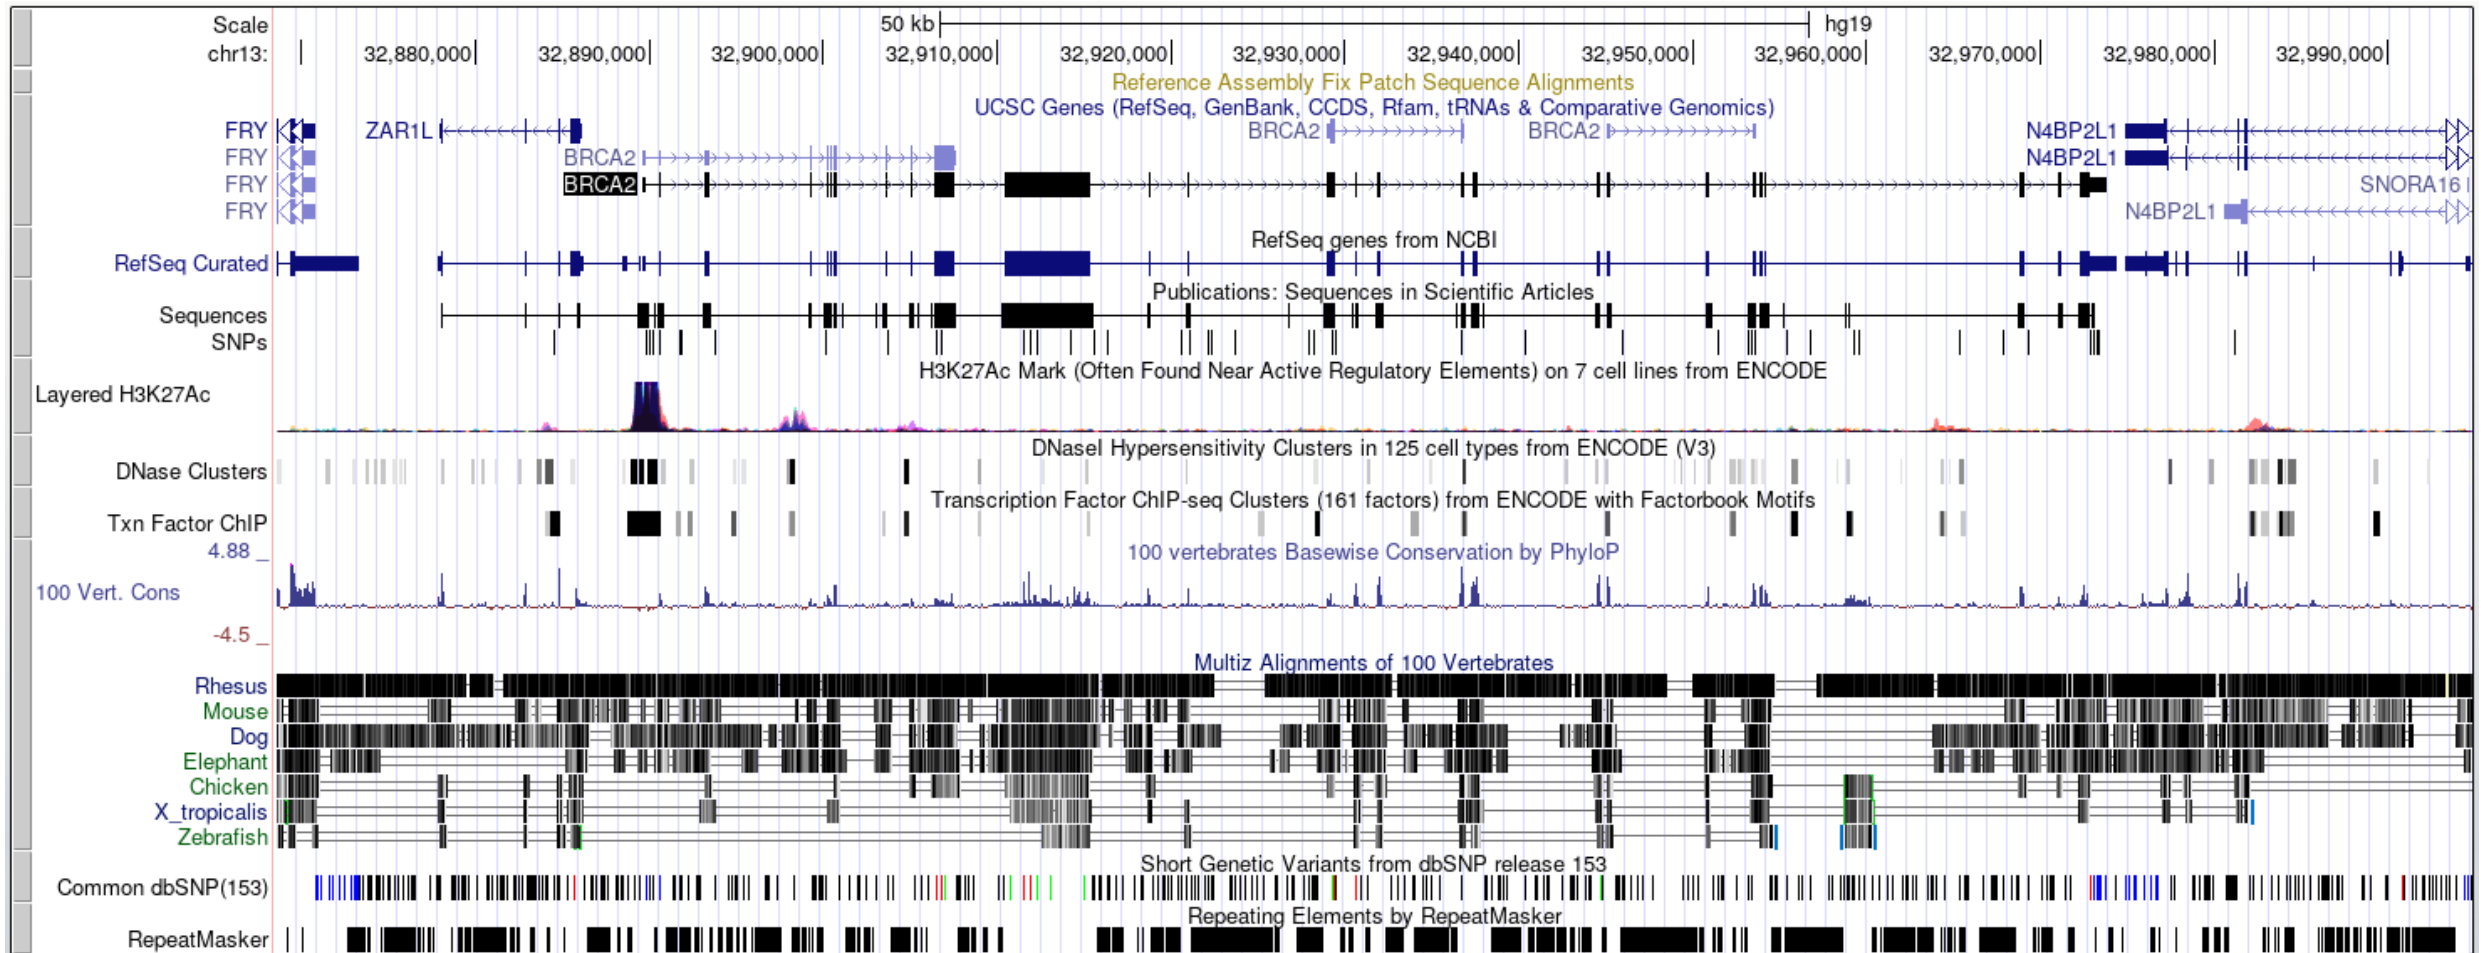 Scale 50 kb hg19
chr13: 32,880,000 32,890,000 32,900,000 32,910,000 32,920,000 32,930,000 32,940,000 32,950,000 32,960,000 32,970,000 32,980,000 32,990,000
Reference Assembly Fix Patch Sequence Alignments
UCSC Genes (RefSeq, GenBank, CCDS, Rfam, tRNAs & Comparative Genomics)
FRY ZAR1L BRCA2 BRCA2 N4BP2L1
FRY BRCA2 N4BP2L1
FRY BRCA2 SNORA16
FRY N4BP2L1
RefSeq genes from NCBI
RefSeq Curated
Publications: Sequences in Scientific Articles
Sequences
SNPs
H3K27Ac Mark (Often Found Near Active Regulatory Elements) on 7 cell lines from ENCODE
Layered H3K27Ac
DNaseI Hypersensitivity Clusters in 125 cell types from ENCODE (V3)
DNase Clusters
Transcription Factor ChIP-seq Clusters (161 factors) from ENCODE with Factorbook Motifs
Txn Factor ChIP
4.88 _
100 vertebrates Basewise Conservation by PhyloP
100 Vert. Cons
-4.5 _
Multiz Alignments of 100 Vertebrates
Rhesus
Mouse
Dog
Elephant
Chicken
X_tropicalis
Zebrafish
Short Genetic Variants from dbSNP release 153
Common dbSNP(153)
Repeating Elements by RepeatMasker
RepeatMasker